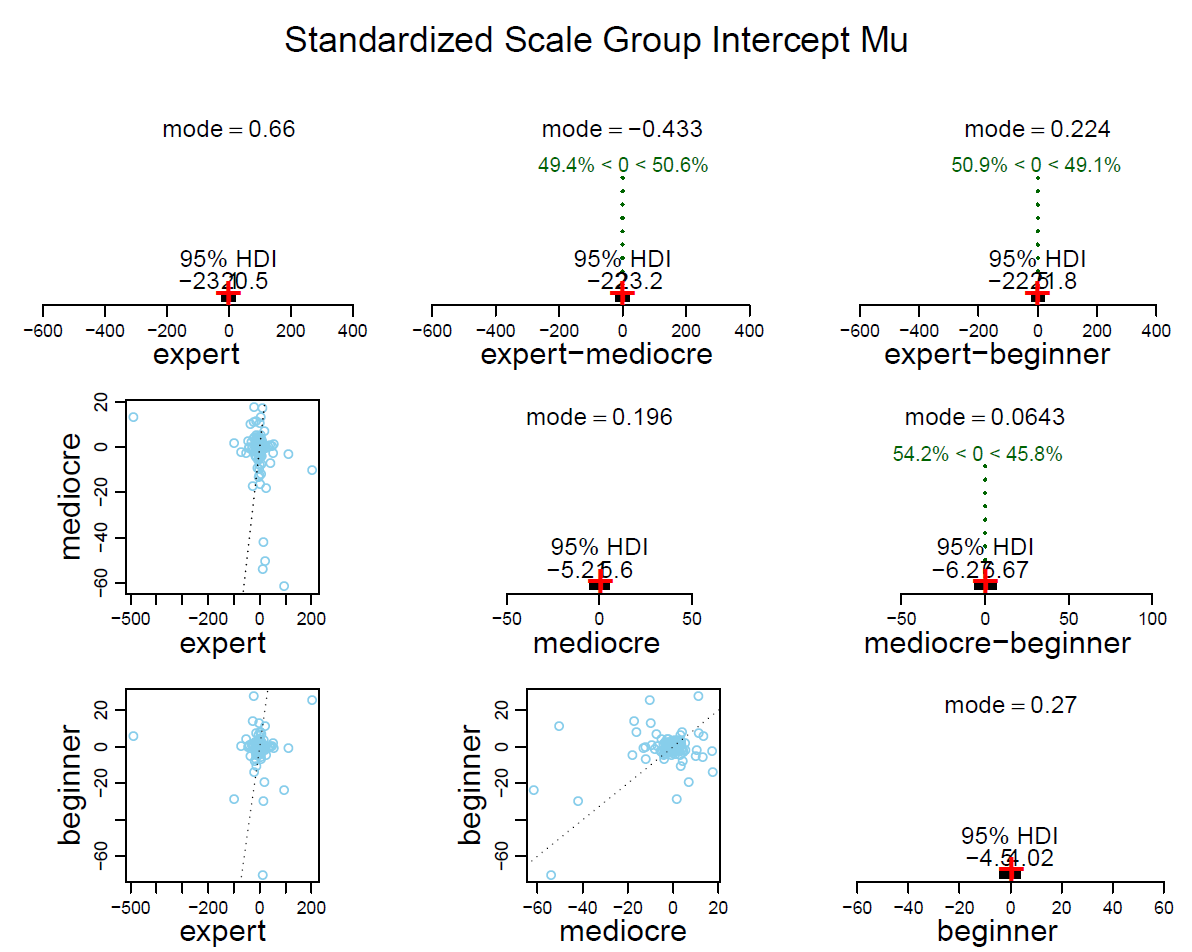 Standardized Scale Group Intercept Mu
mode = 0.66
mode = −0.433
mode = 0.224
49.4% < 0 < 50.6%
50.9% < 0 < 49.1%
95% HDI
95% HDI
95% HDI
−600 −400 −200 0 200 400
−600 −400 −200 0 200 400
−600 −400 −200 0 200 400
expert
expert−mediocre
expert−beginner
mode = 0.196
mode = 0.0643
54.2% < 0 < 45.8%
95% HDI
95% HDI
20
0
−20
−40
−60
mediocre
−500 −200 0 200
−50 0 50
−50 0 50 100
expert
mediocre
mediocre−beginner
mode = 0.27
20
0
−20
−60
beginner
20
0
−20
−60
beginner
95% HDI
−500 −200 0 200
−60 −40 −20 0 20
−60 −40 −20 0 20 40 60
expert
mediocre
beginner